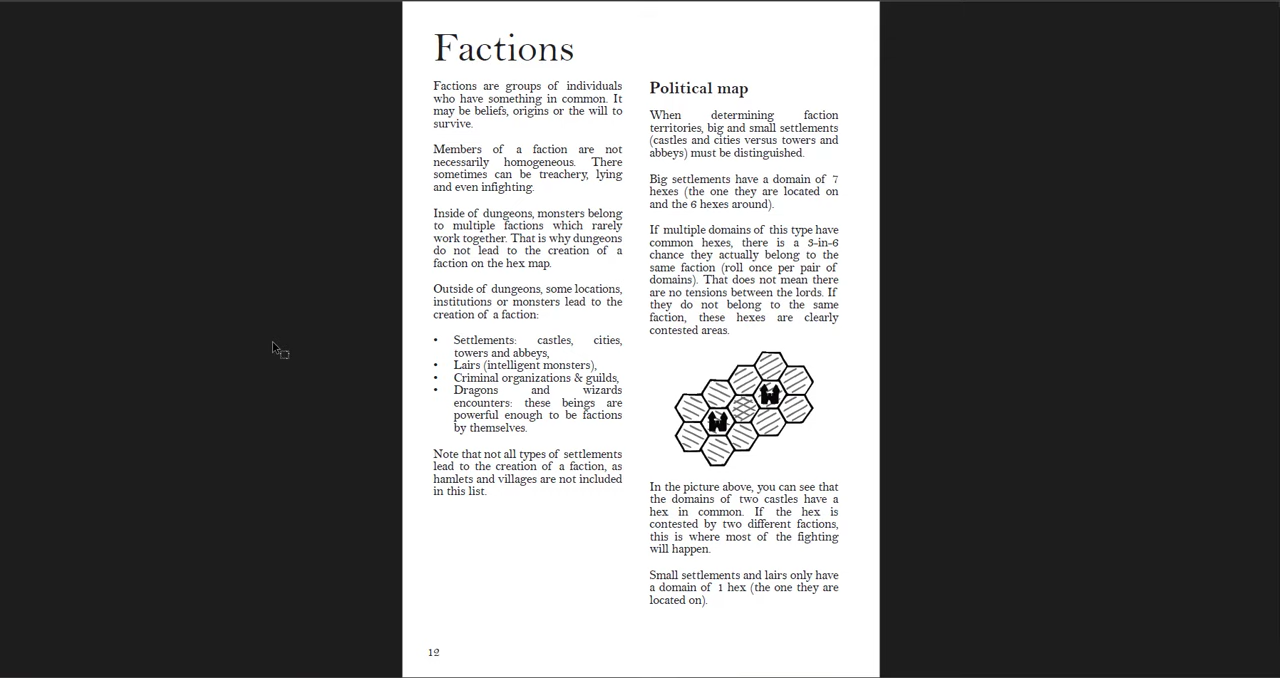 Factions
Factions are groups of individuals
who have something in common. It
may be beliefs, origins or the will to
survive.
Members of a faction are not
necessarily homogeneous. There
sometimes can be treachery, lying
and even infighting.
Inside of dungeons, monsters belong
to multiple factions which rarely
work together. That is why dungeons
do not lead to the creation of a
faction on the hex map.
Outside of dungeons, some locations,
institutions or monsters lead to the
creation of a faction:
• Settlements: castles, cities,
towers and abbeys,
• Lairs (intelligent monsters),
• Criminal organizations & guilds,
• Dragons and wizards
encounters: these beings are
powerful enough to be factions
by themselves.
Note that not all types of settlements
lead to the creation of a faction, as
hamlets and villages are not included
in this list.
Political map
When determining faction
territories, big and small settlements
(castles and cities versus towers and
abbeys) must be distinguished.
Big settlements have a domain of 7
hexes (the one they are located on
and the 6 hexes around).
If multiple domains of this type have
common hexes, there is a 3-in-6
chance they actually belong to the
same faction (roll once per pair of
domains). That does not mean there
are no tensions between the lords. If
they do not belong to the same
faction, these hexes are clearly
contested areas.
In the picture above, you can see that
the domains of two castles have a
hex in common. If the hex is
contested by two different factions,
this is where most of the fighting
will happen.
Small settlements and lairs only have
a domain of 1 hex (the one they are
located on).
12